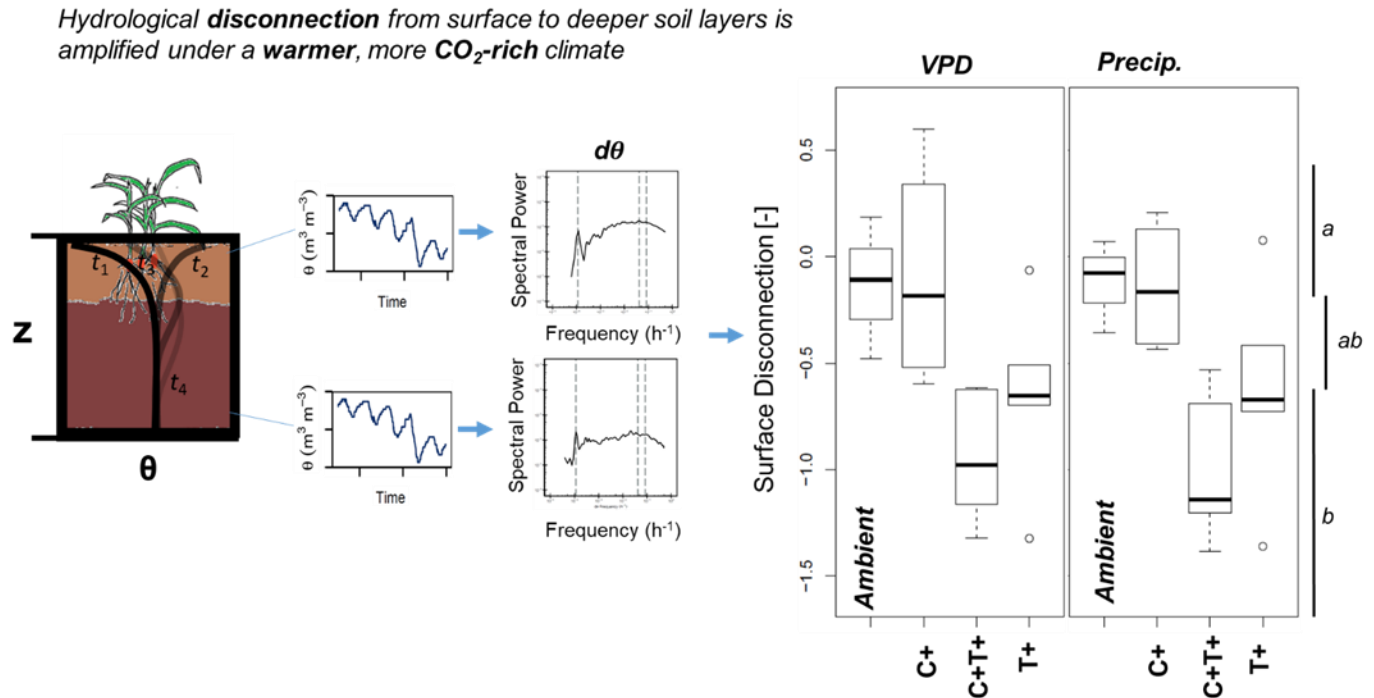 Hydrological disconnection from surface to deeper soil layers is
amplified under a warmer, more CO₂-rich climate
z
t₁
t₃
t₂
t₄
θ
θ (m³ m⁻³)
Time
θ (m³ m⁻³)
Time
dθ
Spectral Power
Frequency (h⁻¹)
Spectral Power
Frequency (h⁻¹)
VPD
Precip.
Surface Disconnection [-]
0.5
0.0
−0.5
−1.0
−1.5
Ambient
C+
C+T+
T+
Ambient
C+
C+T+
T+
a
ab
b